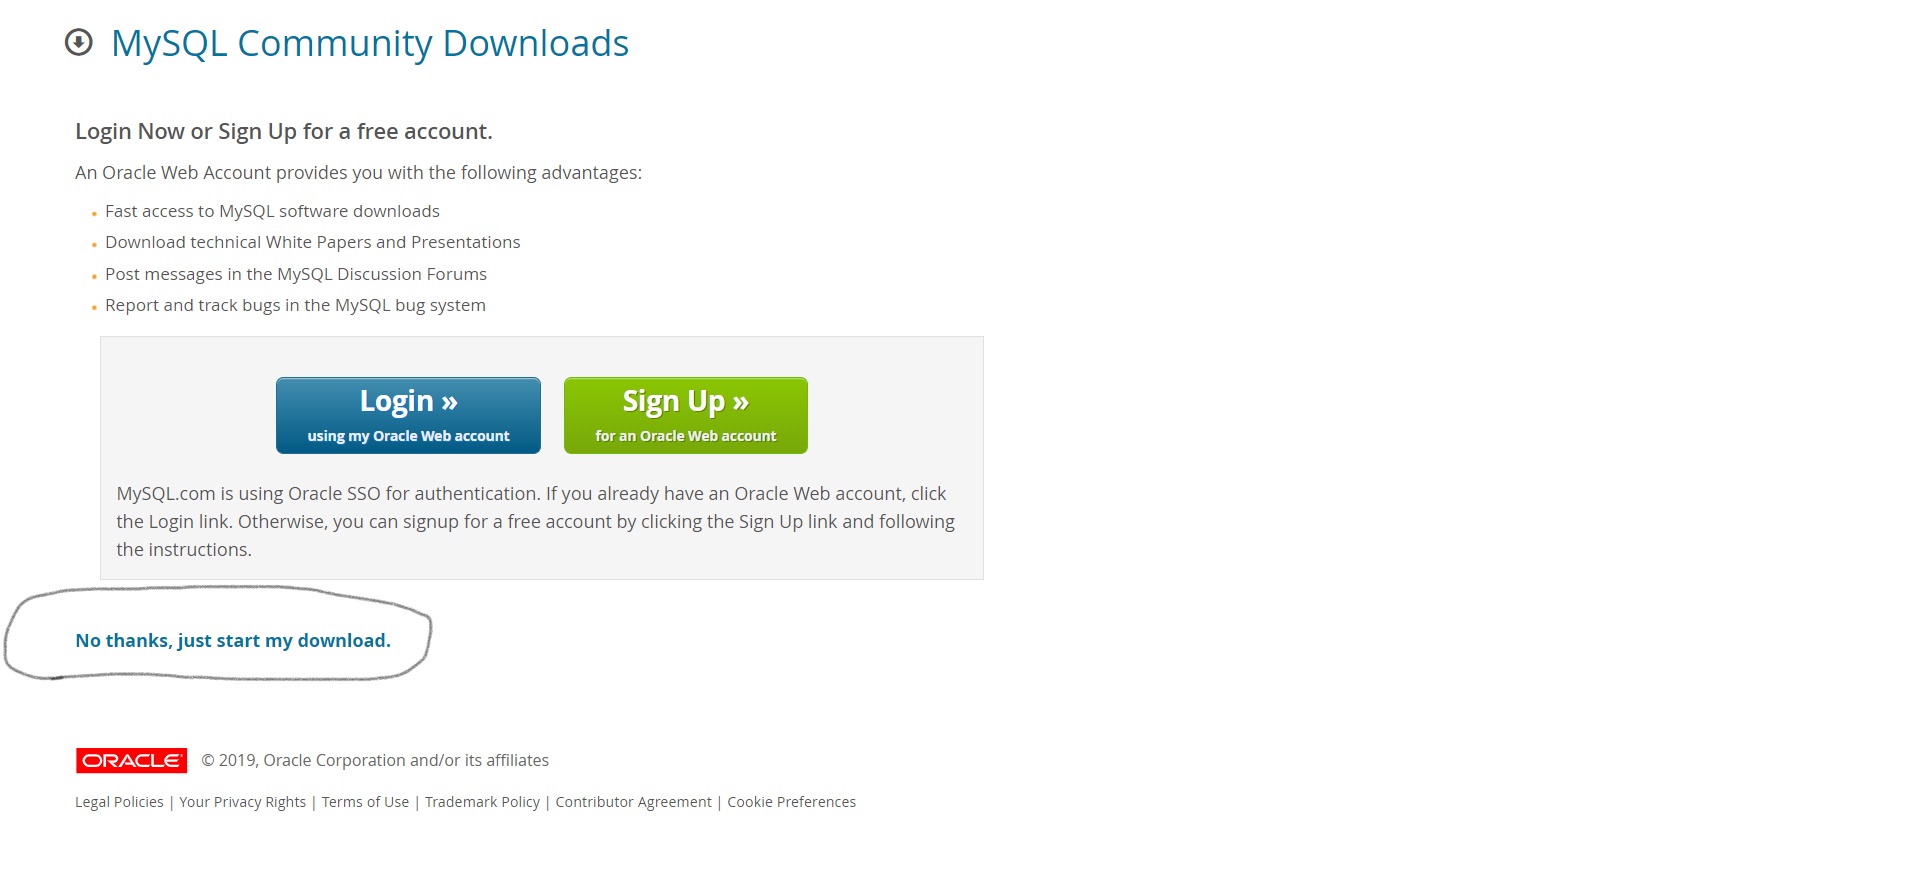 MySQL Community Downloads
Login Now or Sign Up for a free account.
An Oracle Web Account provides you with the following advantages:
Fast access to MySQL software downloads
Download technical White Papers and Presentations
Post messages in the MySQL Discussion Forums
Report and track bugs in the MySQL bug system
Login »
using my Oracle Web account
Sign Up »
for an Oracle Web account
MySQL.com is using Oracle SSO for authentication. If you already have an Oracle Web account, click
the Login link. Otherwise, you can signup for a free account by clicking the Sign Up link and following
the instructions.
No thanks, just start my download.
ORACLE © 2019, Oracle Corporation and/or its affiliates
Legal Policies | Your Privacy Rights | Terms of Use | Trademark Policy | Contributor Agreement | Cookie Preferences